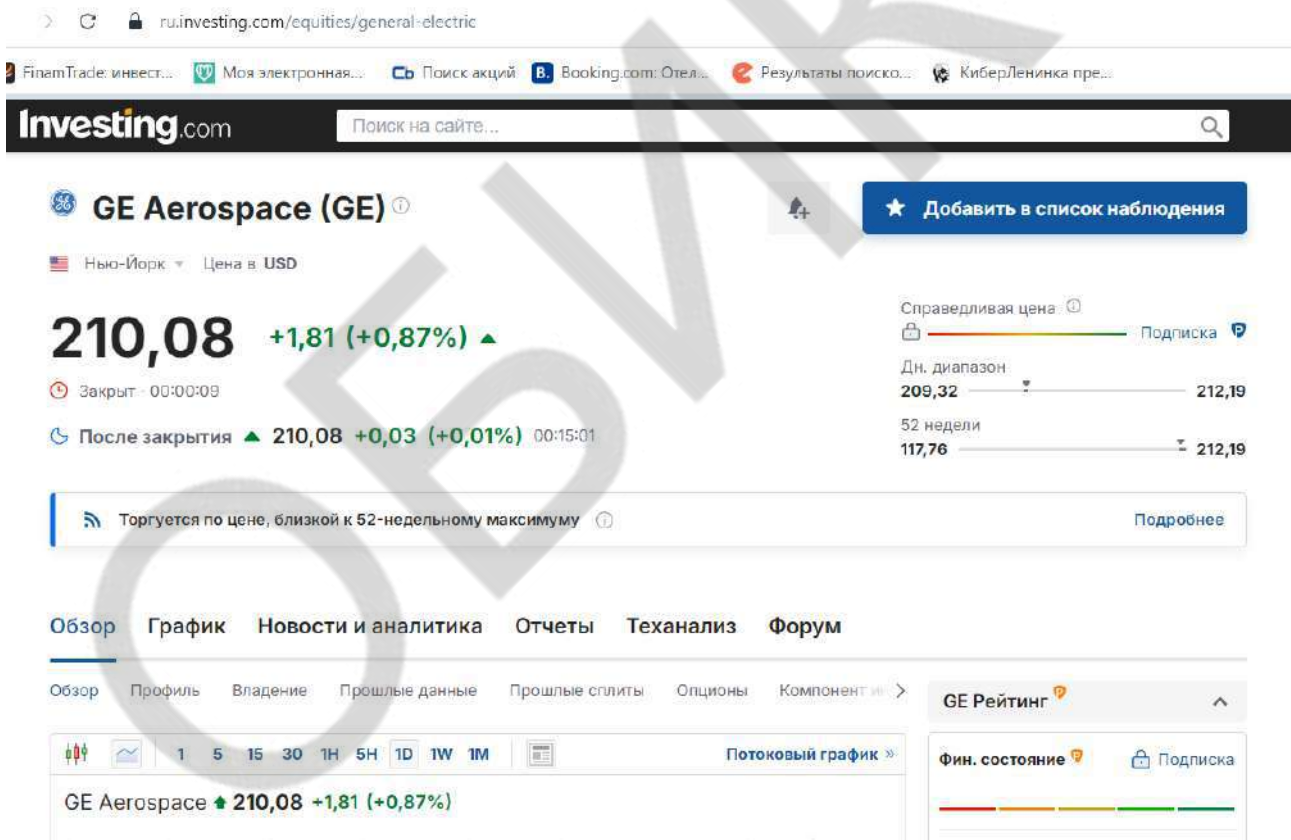 ru.investing.com/equities/general-electric
FinamTrade: инвест... Моя электронная... Поиск акций Booking.com: Отел... Результаты поиско... КиберЛенинка пре...
Investing.com Поиск на сайте...
GE Aerospace (GE) Добавить в список наблюдения
Нью-Йорк Цена в USD
Справедливая цена
210,08 +1,81 (+0,87%) Подписка
Дн. диапазон
Закрыт · 00:00:09 209,32 212,19
После закрытия 210,08 +0,03 (+0,01%) 00:15:01 52 недели
117,76 212,19
Торгуется по цене, близкой к 52-недельному максимуму Подробнее
Обзор График Новости и аналитика Отчеты Теханализ Форум
Обзор Профиль Владение Прошлые данные Прошлые сплиты Опционы Компонент GE Рейтинг
1 5 15 30 1H 5H 1D 1W 1M Потоковый график » Фин. состояние Подписка
GE Aerospace 210,08 +1,81 (+0,87%)
ОБИК